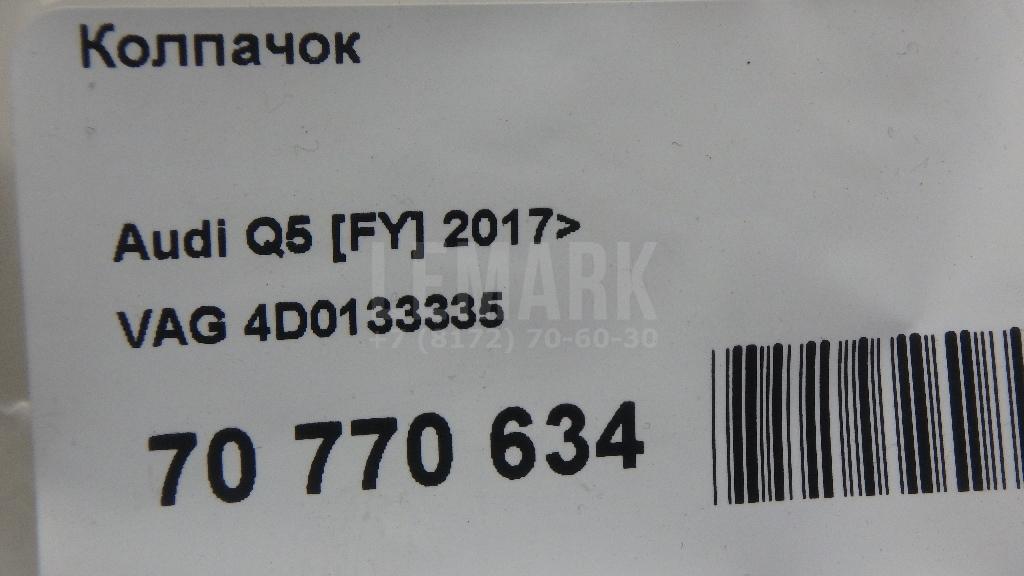 Колпачок
Audi Q5 [FY] 2017>
LEMARK
VAG 4D0133335
+7 (8172) 70-60-30
70 770 634